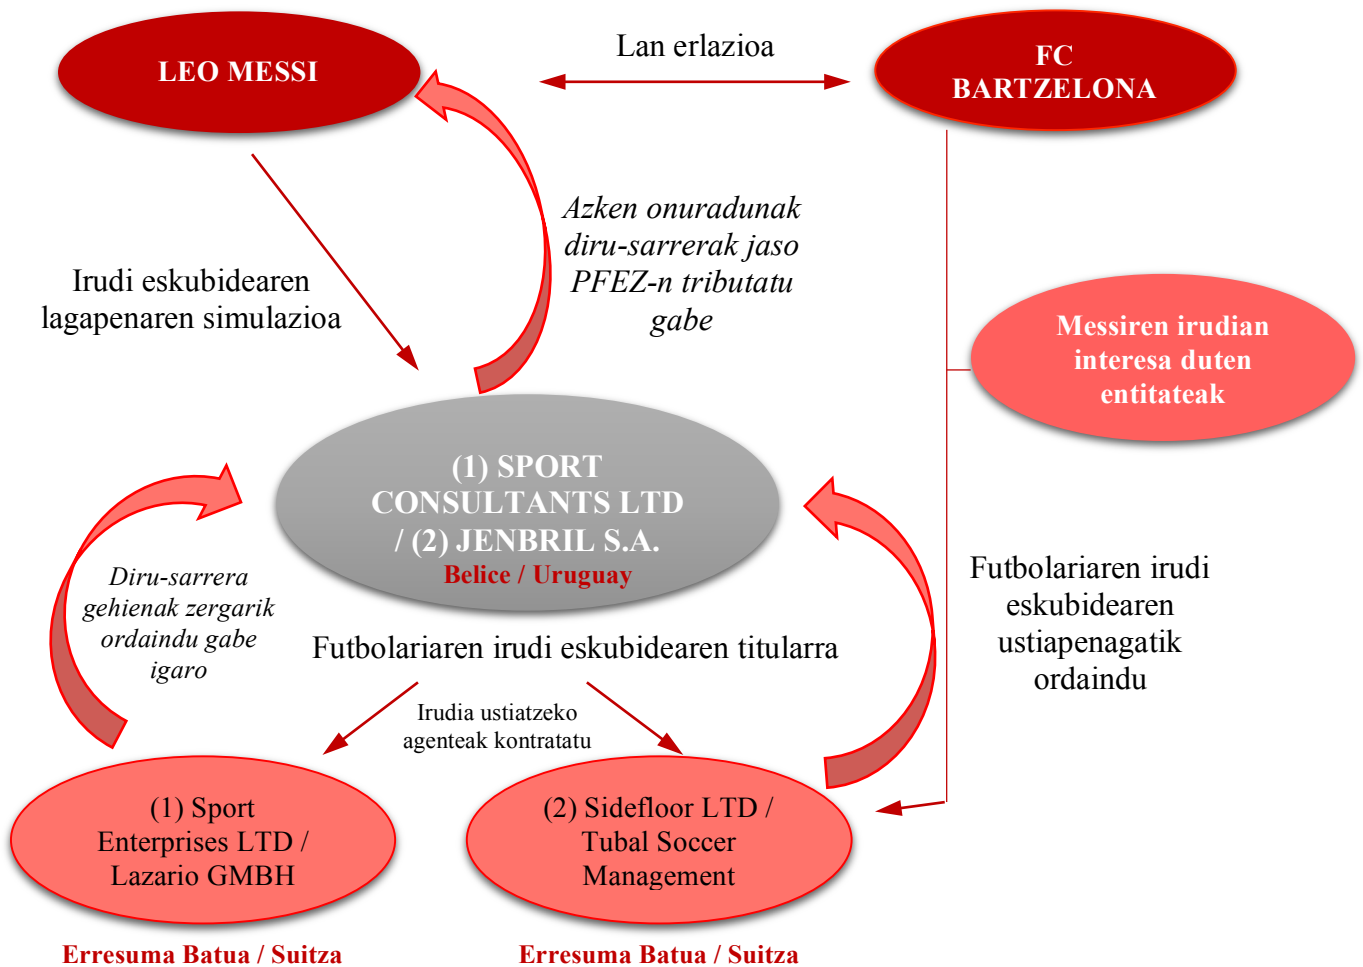 LEO MESSI
Lan erlazioa
FC
BARTZELONA
Azken onuradunak
diru-sarrerak jaso
PFEZ-n tributatu
gabe
Irudi eskubidearen
lagapenaren simulazioa
Messiren irudian
interesa duten
entitateak
(1) SPORT
CONSULTANTS LTD
/ (2) JENBRIL S.A.
Belice / Uruguay
Diru-sarrera
gehienak zergarik
ordaindu gabe
igaro
Futbolariaren irudi
eskubidearen
ustiapenagatik
ordaindu
Futbolariaren irudi eskubidearen titularra
Irudia ustiatzeko
agenteak kontratatu
(1) Sport
Enterprises LTD /
Lazario GMBH
(2) Sidefloor LTD /
Tubal Soccer
Management
Erresuma Batua / Suitza
Erresuma Batua / Suitza